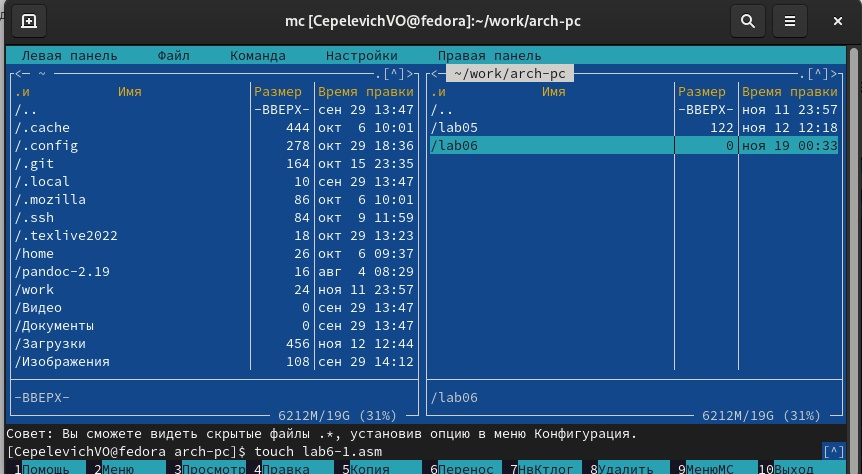 mc [CepelevichVO@fedora]:~/work/arch-pc
Левая панель Файл Команда Настройки Правая панель
<─ ~ .[^]> <─ ~/work/arch-pc .[^]>
.и Имя Размер Время правки .и Имя Размер Время правки
/.. -ВВЕРХ- сен 29 13:47 /.. -ВВЕРХ- ноя 11 23:57
/.cache 444 окт 6 10:01 /lab05 122 ноя 12 12:18
/.config 278 окт 29 18:36 /lab06 0 ноя 19 00:33
/.git 164 окт 15 23:35
/.local 10 сен 29 13:47
/.mozilla 86 окт 6 10:01
/.ssh 84 окт 9 11:59
/.texlive2022 18 окт 29 13:23
/home 26 окт 6 09:37
/pandoc-2.19 16 авг 4 08:29
/work 24 ноя 11 23:57
/Видео 0 сен 29 13:47
/Документы 0 сен 29 13:47
/Загрузки 456 ноя 12 12:44
/Изображения 108 сен 29 14:12
-ВВЕРХ- /lab06
6212M/19G (31%) 6212M/19G (31%)
Совет: Вы сможете видеть скрытые файлы .*, установив опцию в меню Конфигурация.
[CepelevichVO@fedora arch-pc]$ touch lab6-1.asm [^]
1Помощь 2Меню 3Просмотр 4Правка 5Копия 6Перенос 7НвКтлог 8Удалить 9МенюMC 10Выход